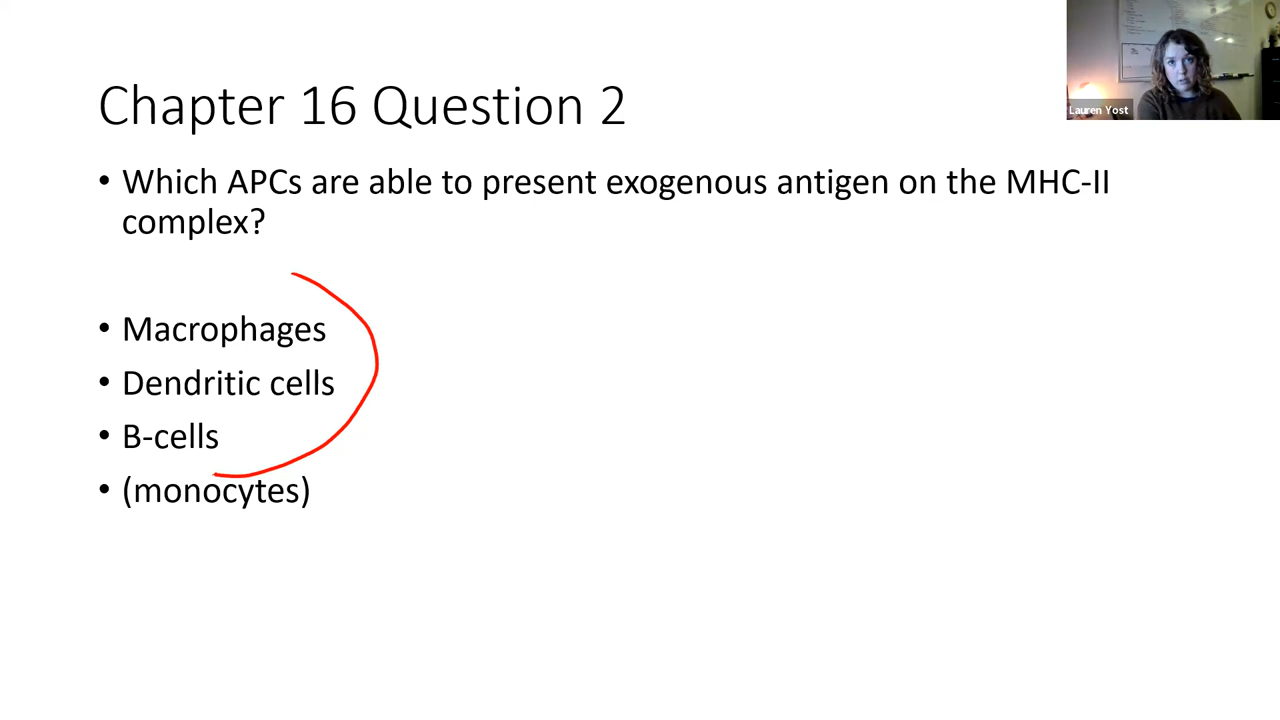 Chapter 16 Question 2
Lauren Yost
• Which APCs are able to present exogenous antigen on the MHC-II
complex?
• Macrophages
• Dendritic cells
• B-cells
• (monocytes)